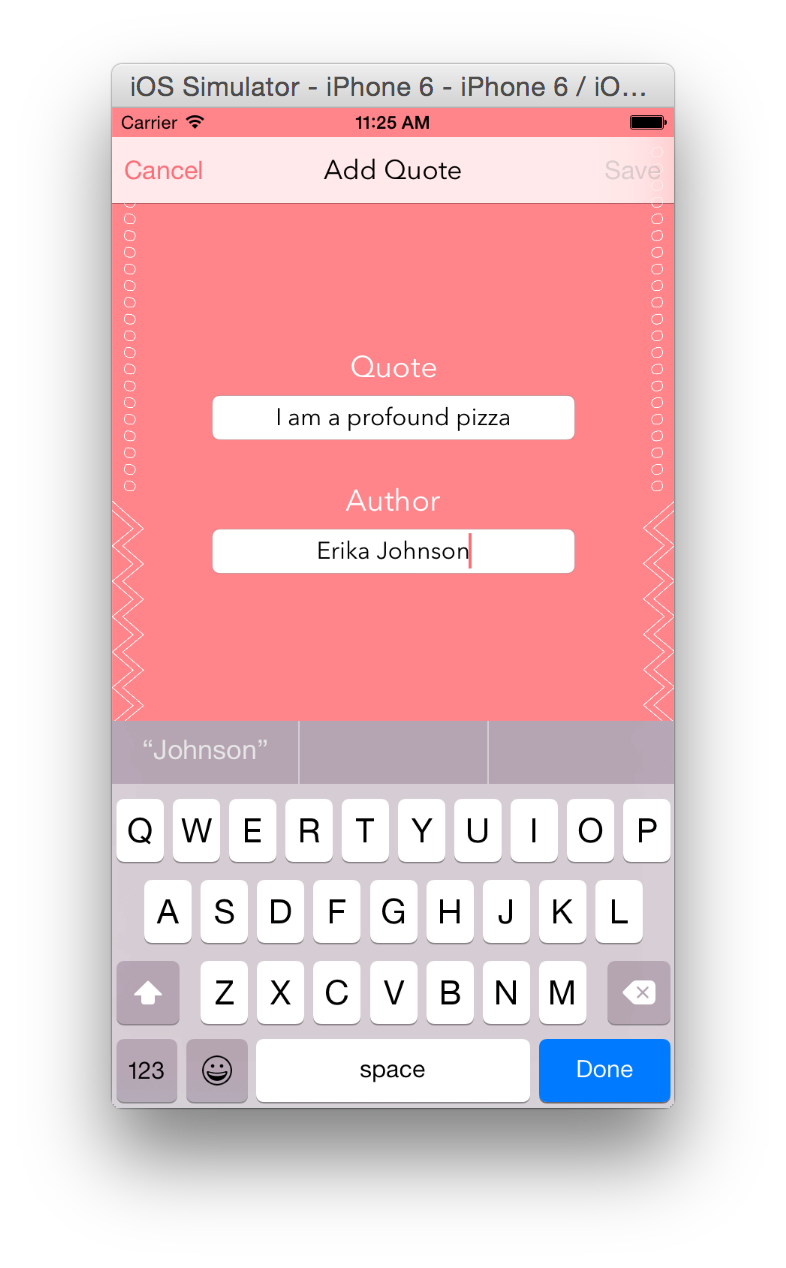 iOS Simulator - iPhone 6 - iPhone 6 / iO...
Carrier 11:25 AM
Cancel Add Quote Save
Quote
I am a profound pizza
Author
Erika Johnson
“Johnson”
Q W E R T Y U I O P
A S D F G H J K L
Z X C V B N M
123 space Done